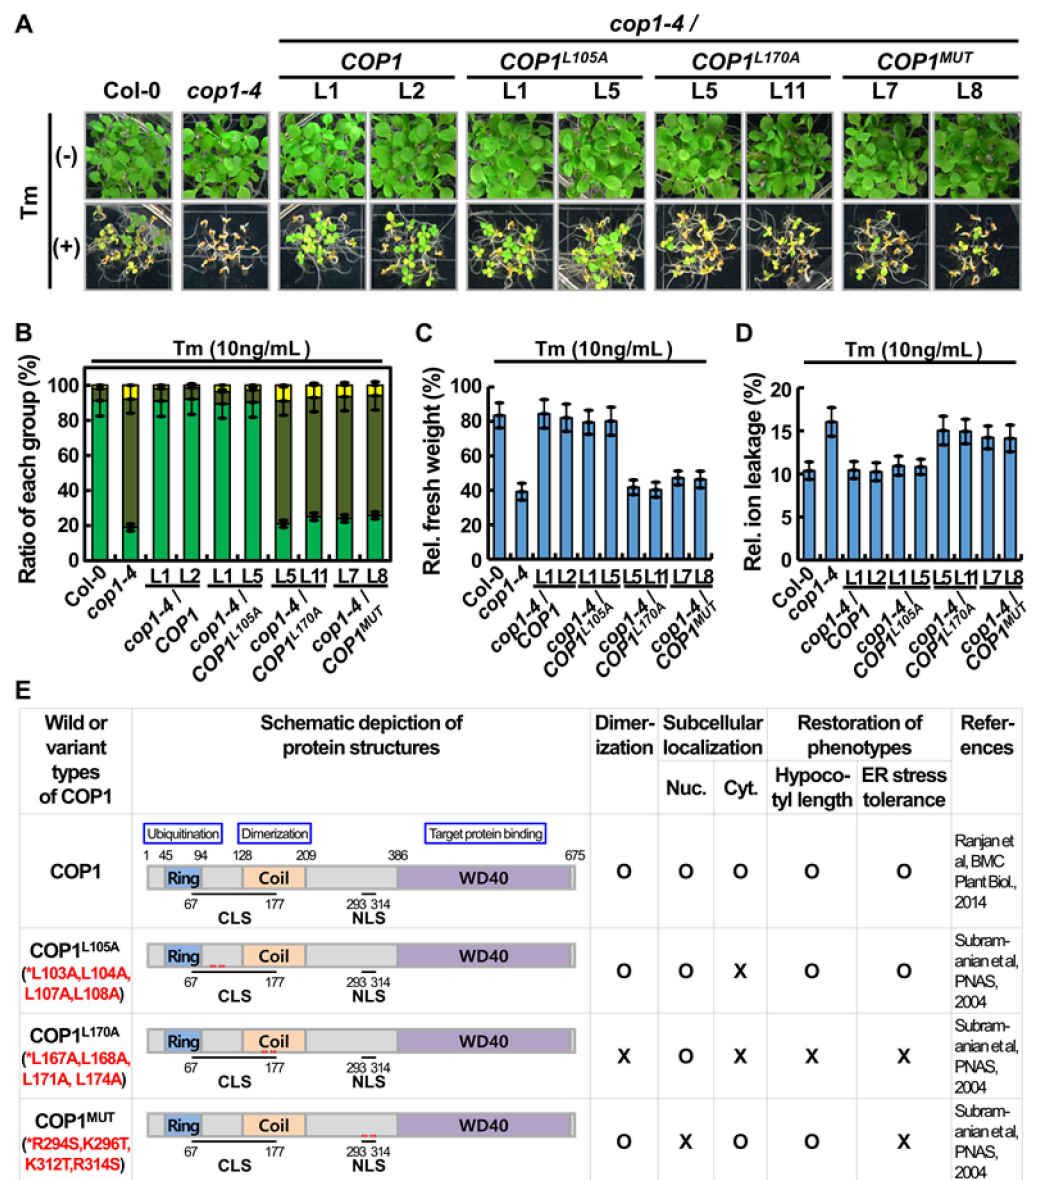 A
cop1-4 /
COP1 COP1L105A COP1L170A COP1MUT
Col-0 cop1-4 L1 L2 L1 L5 L5 L11 L7 L8
Tm
(-)
(+)
B
Tm (10ng/mL )
Ratio of each group (%)
100
80
60
40
20
0
Col-0 cop1-4 L1 L2 L1 L5 L5 L11 L7 L8
cop1-4 / COP1
cop1-4 / COP1L105A
cop1-4 / COP1L170A
cop1-4 / COP1MUT
C
Tm (10ng/mL )
Rel. fresh weight (%)
100
80
60
40
20
0
Col-0 cop1-4 L1 L2 L1 L5 L5 L11 L7 L8
cop1-4 / COP1
cop1-4 / COP1L105A
cop1-4 / COP1L170A
cop1-4 / COP1MUT
D
Tm (10ng/mL )
Rel. ion leakage (%)
20
15
10
5
0
Col-0 cop1-4 L1 L2 L1 L5 L5 L11 L7 L8
cop1-4 / COP1
cop1-4 / COP1L105A
cop1-4 / COP1L170A
cop1-4 / COP1MUT
E
Wild or
variant
types
of COP1
Schematic depiction of
protein structures
Dimer-
ization
Subcellular
localization
Nuc. Cyt.
Restoration of
phenotypes
Hypoco-
tyl length
ER stress
tolerance
Refer-
ences
COP1
Ubiquitination Dimerization Target protein binding
1 45 94 128 209 386 675
Ring Coil WD40
67 177 293 314
CLS NLS
O O O O O
Ranjan et
al, BMC
Plant Biol.,
2014
COP1L105A
(*L103A,L104A,
L107A,L108A)
Ring Coil WD40
67 177 293 314
CLS NLS
O O X O O
Subram-
anian et al,
PNAS,
2004
COP1L170A
(*L167A,L168A,
L171A, L174A)
Ring Coil WD40
67 177 293 314
CLS NLS
X O X X X
Subram-
anian et al,
PNAS,
2004
COP1MUT
(*R294S,K296T,
K312T,R314S)
Ring Coil WD40
67 177 293 314
CLS NLS
O X O O X
Subram-
anian et al,
PNAS,
2004